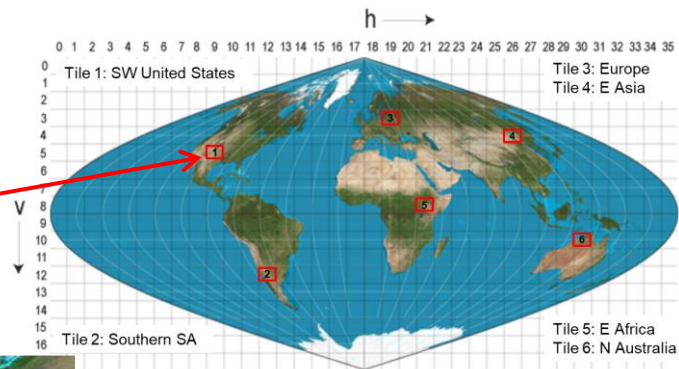 h
0 1 2 3 4 5 6 7 8 9 10 11 12 13 14 15 16 17 18 19 20 21 22 23 24 25 26 27 28 29 30 31 32 33 34 35
Tile 1: SW United States
Tile 3: Europe
Tile 4: E Asia
0
1
2
3
4
5
6
7
8
9
10
11
12
13
14
15
16
v
3
4
1
5
6
2
Tile 2: Southern SA
Tile 5: E Africa
Tile 6: N Australia